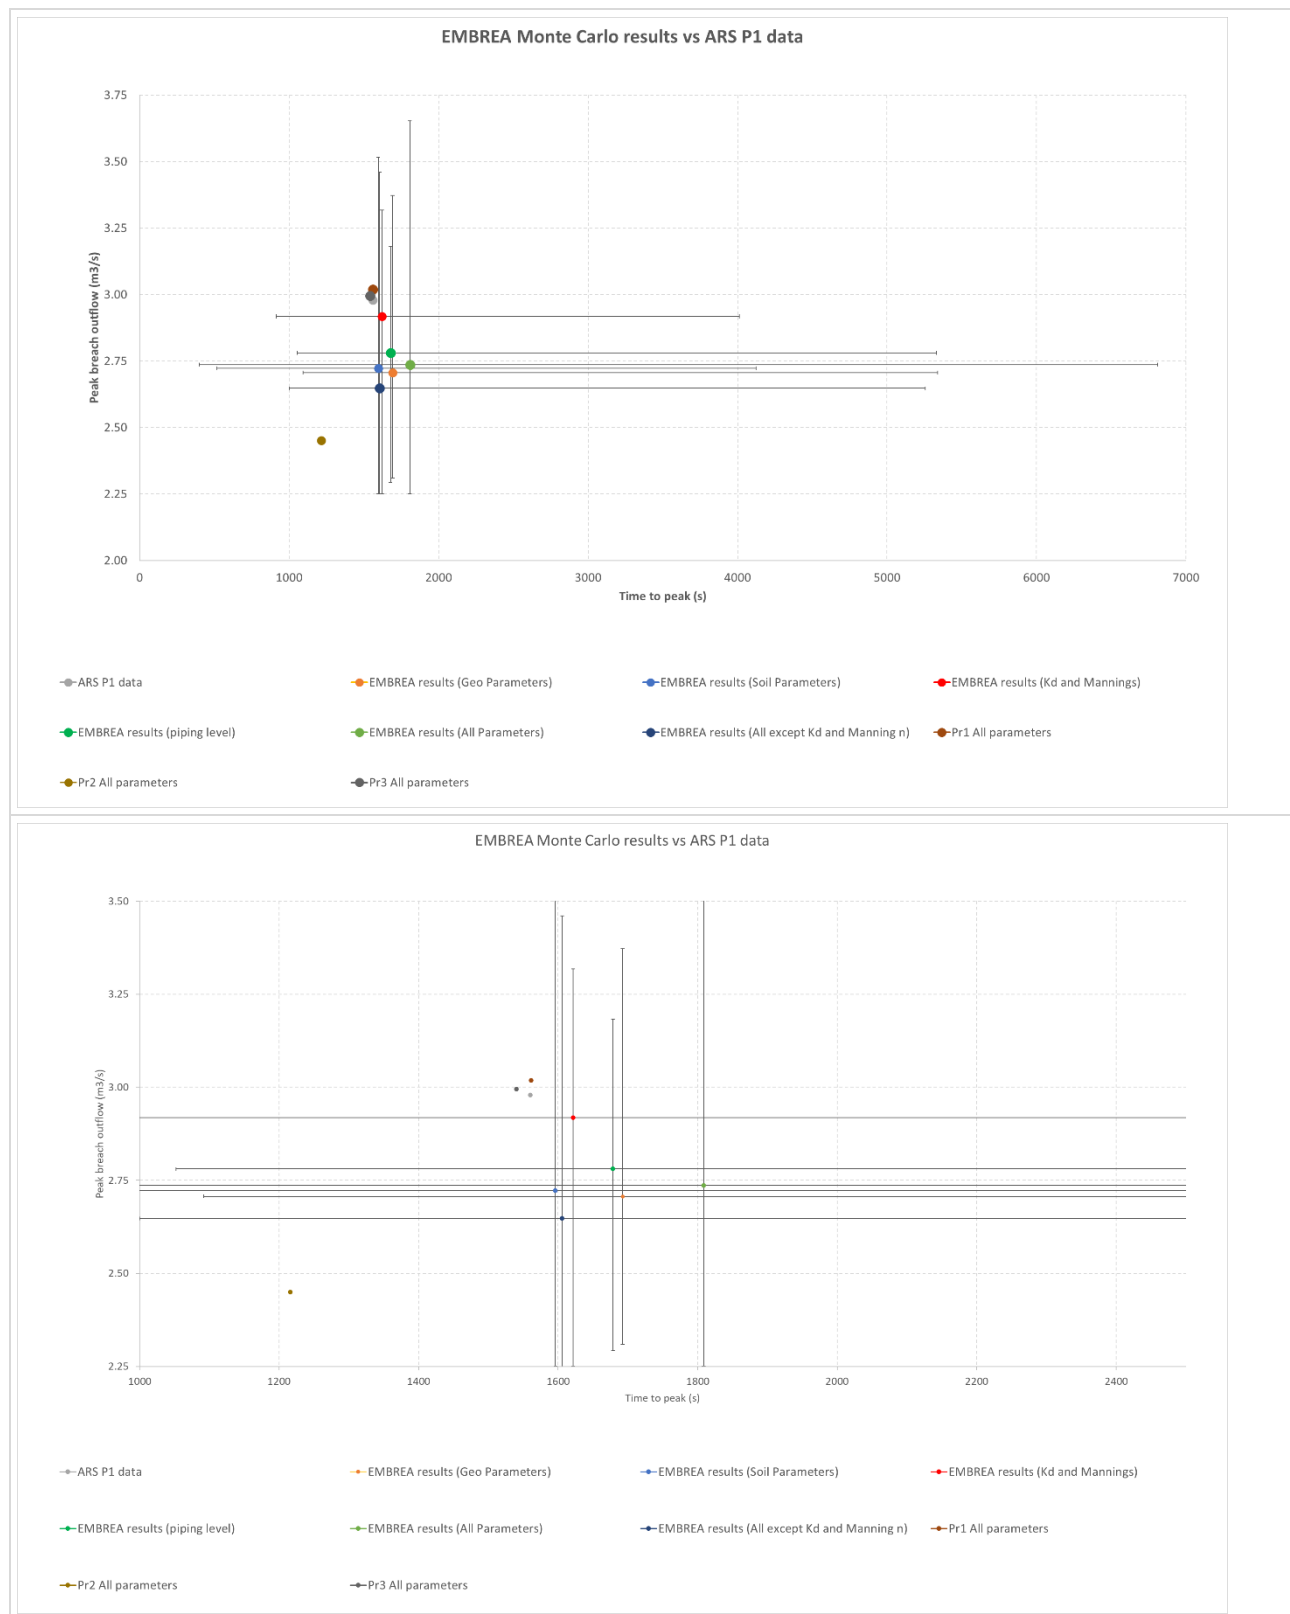 EMBREA Monte Carlo results vs ARS P1 data
3.75
3.50
3.25
3.00
2.75
2.50
2.25
2.00
Peak breach outflow (m3/s)
0 1000 2000 3000 4000 5000 6000 7000
Time to peak (s)
ARS P1 data EMBREA results (Geo Parameters) EMBREA results (Soil Parameters) EMBREA results (Kd and Mannings)
EMBREA results (piping level) EMBREA results (All Parameters) EMBREA results (All except Kd and Manning n) Pr1 All parameters
Pr2 All parameters Pr3 All parameters
EMBREA Monte Carlo results vs ARS P1 data
3.50
3.25
3.00
2.75
2.50
2.25
Peak breach outflow (m3/s)
1000 1200 1400 1600 1800 2000 2200 2400
Time to peak (s)
ARS P1 data EMBREA results (Geo Parameters) EMBREA results (Soil Parameters) EMBREA results (Kd and Mannings)
EMBREA results (piping level) EMBREA results (All Parameters) EMBREA results (All except Kd and Manning n) Pr1 All parameters
Pr2 All parameters Pr3 All parameters